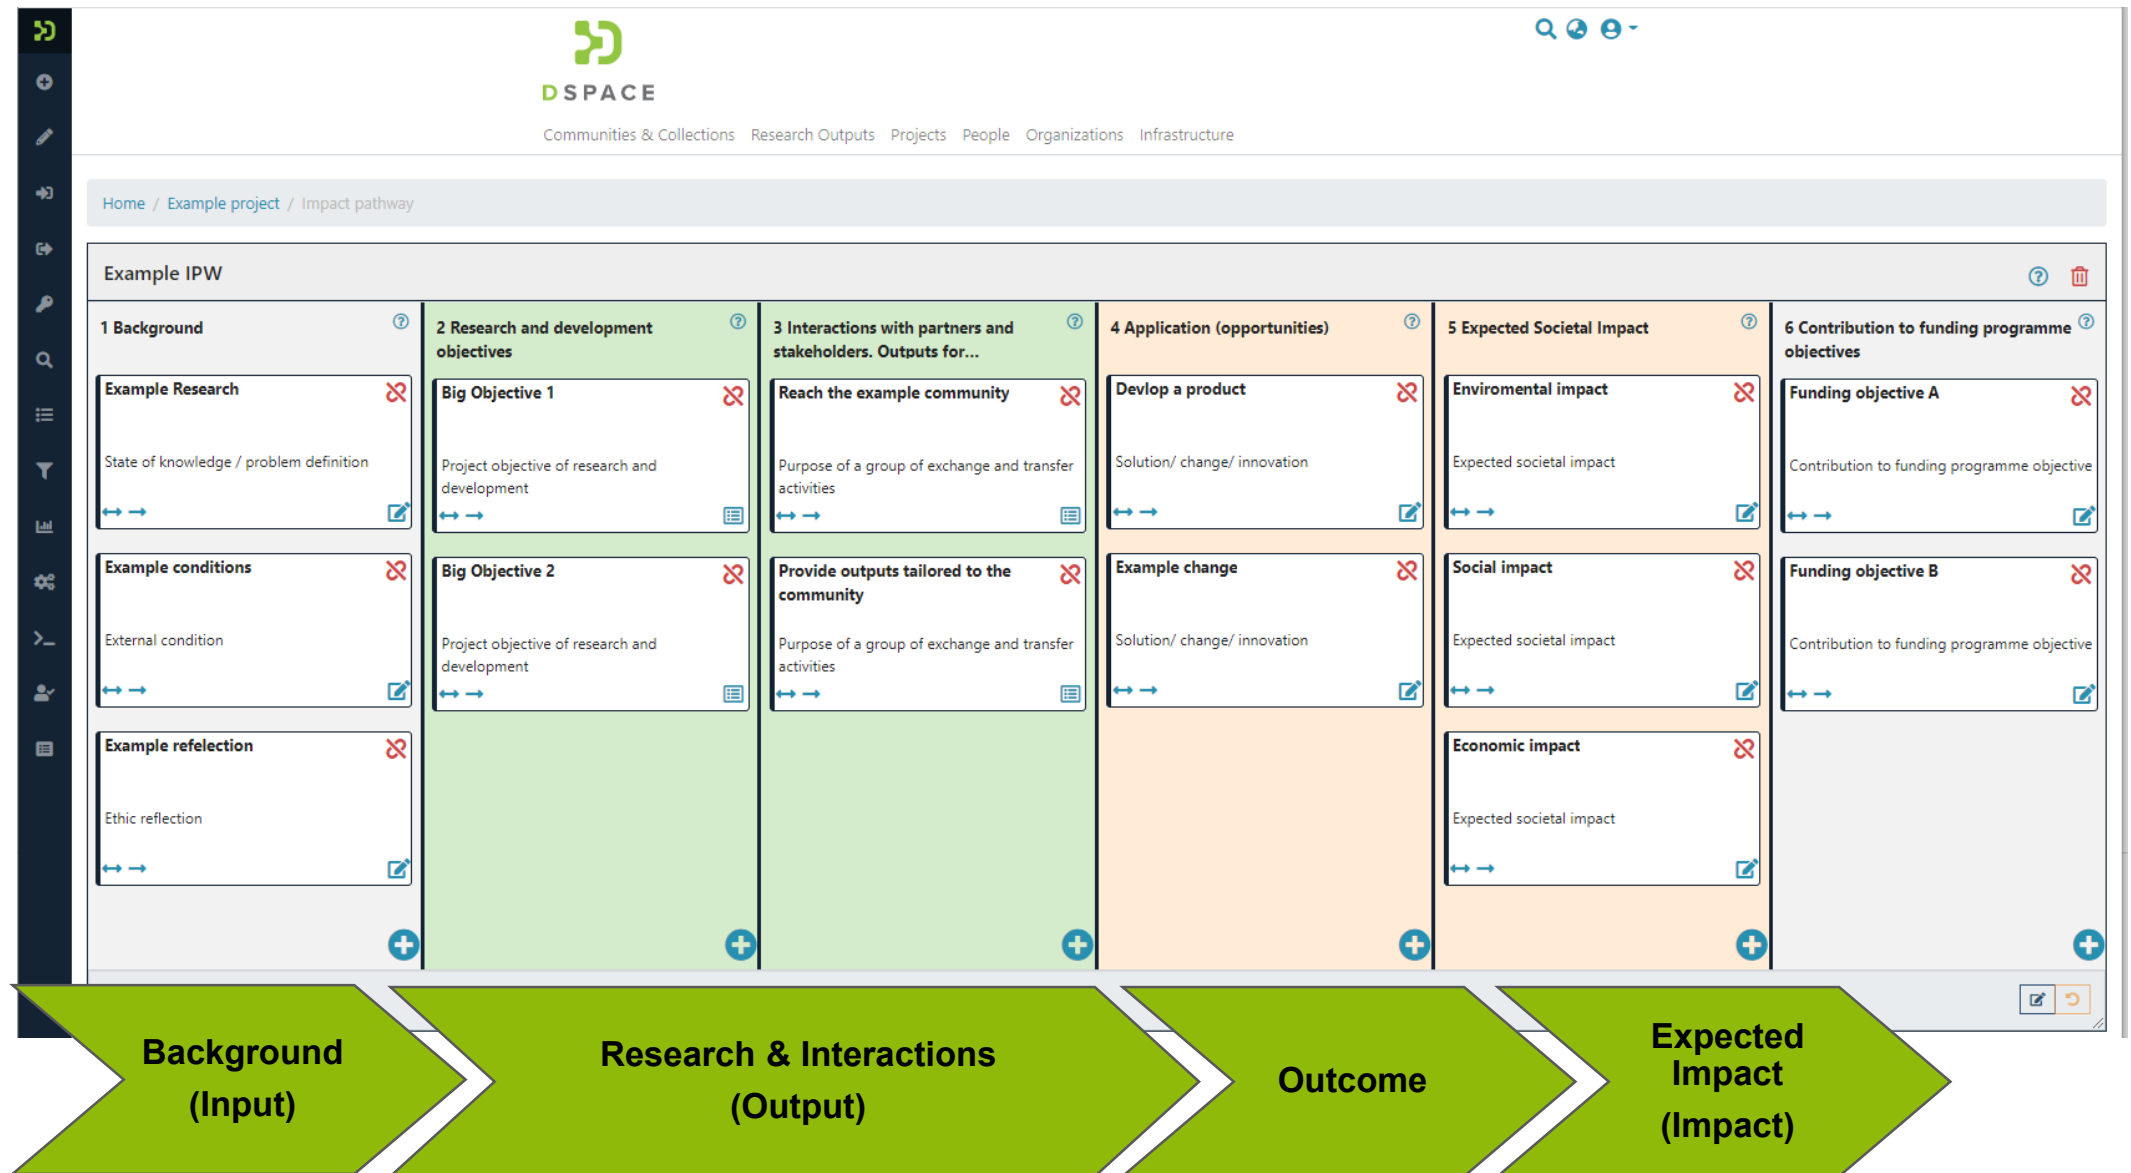 DSPACE
Communities & Collections Research Outputs Projects People Organizations Infrastructure
Home / Example project / Impact pathway
Example IPW
1 Background
Example Research
State of knowledge / problem definition
Example conditions
External condition
Example refelection
Ethic reflection
2 Research and development
objectives
Big Objective 1
Project objective of research and
development
Big Objective 2
Project objective of research and
development
3 Interactions with partners and
stakeholders. Outputs for...
Reach the example community
Purpose of a group of exchange and transfer
activities
Provide outputs tailored to the
community
Purpose of a group of exchange and transfer
activities
4 Application (opportunities)
Devlop a product
Solution/ change/ innovation
Example change
Solution/ change/ innovation
5 Expected Societal Impact
Enviromental impact
Expected societal impact
Social impact
Expected societal impact
Economic impact
Expected societal impact
6 Contribution to funding programme
objectives
Funding objective A
Contribution to funding programme objective
Funding objective B
Contribution to funding programme objective
Background
(Input)
Research & Interactions
(Output)
Outcome
Expected
Impact
(Impact)